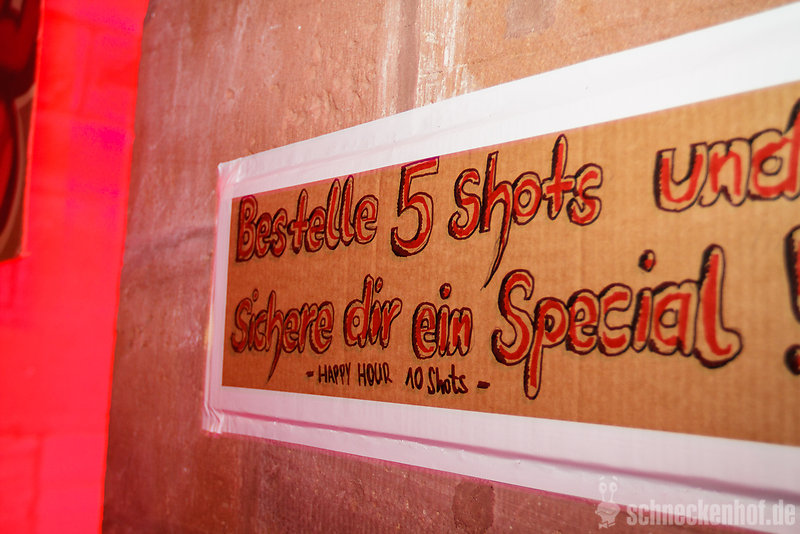 Bestelle 5 Shots und
Sichere dir ein Special !
- HAPPY HOUR 10 Shots -
schneckenhof.de